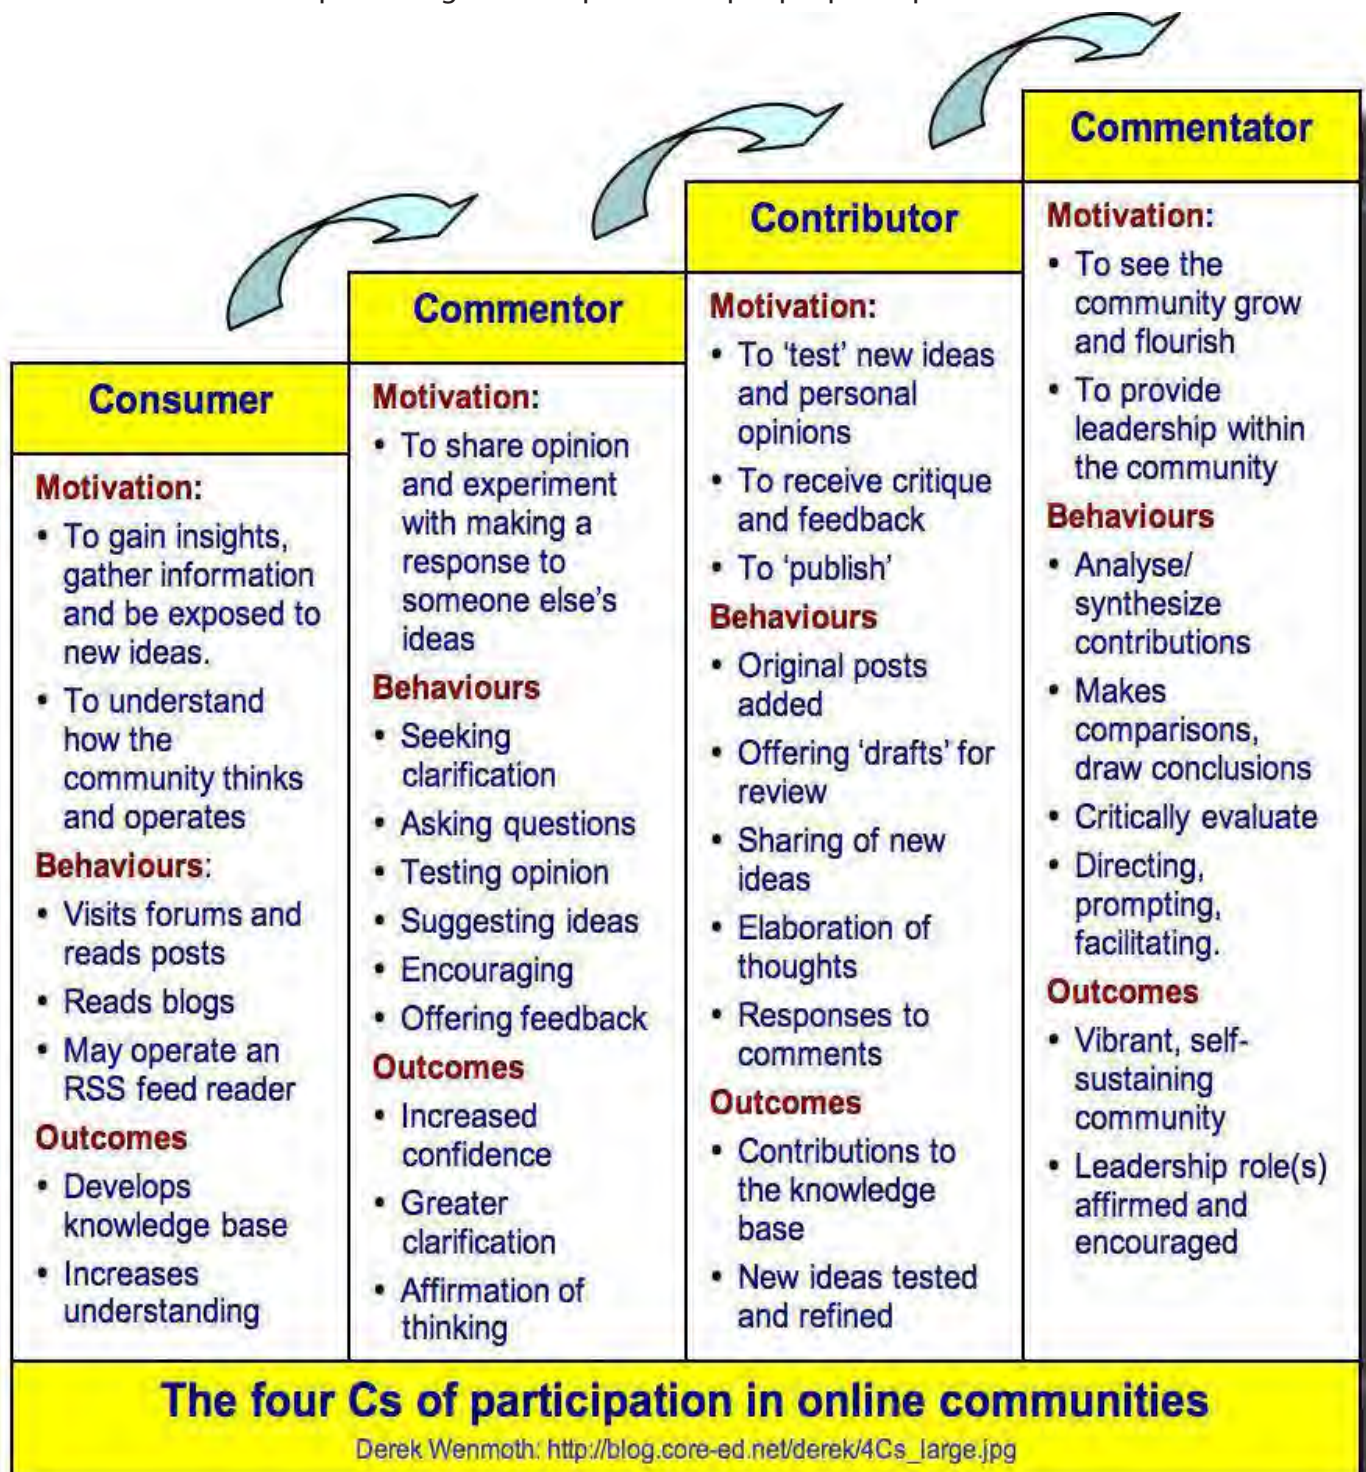 Consumer
Motivation:
• To gain insights,
gather information
and be exposed to
new ideas.
• To understand
how the
community thinks
and operates
Behaviours:
• Visits forums and
reads posts
• Reads blogs
• May operate an
RSS feed reader
Outcomes
• Develops
knowledge base
• Increases
understanding
Commentor
Motivation:
• To share opinion
and experiment
with making a
response to
someone else's
ideas
Behaviours
• Seeking
clarification
• Asking questions
• Testing opinion
• Suggesting ideas
• Encouraging
• Offering feedback
Outcomes
• Increased
confidence
• Greater
clarification
• Affirmation of
thinking
Contributor
Motivation:
• To ‘test’ new ideas
and personal
opinions
• To receive critique
and feedback
• To ‘publish’
Behaviours
• Original posts
added
• Offering ‘drafts’ for
review
• Sharing of new
ideas
• Elaboration of
thoughts
• Responses to
comments
Outcomes
• Contributions to
the knowledge
base
• New ideas tested
and refined
Commentator
Motivation:
• To see the
community grow
and flourish
• To provide
leadership within
the community
Behaviours
• Analyse/
synthesize
contributions
• Makes
comparisons,
draw conclusions
• Critically evaluate
• Directing,
prompting,
facilitating.
Outcomes
• Vibrant, self-
sustaining
community
• Leadership role(s)
affirmed and
encouraged
The four Cs of participation in online communities
Derek Wenmoth: http://blog.core-ed.net/derek/4Cs_large.jpg